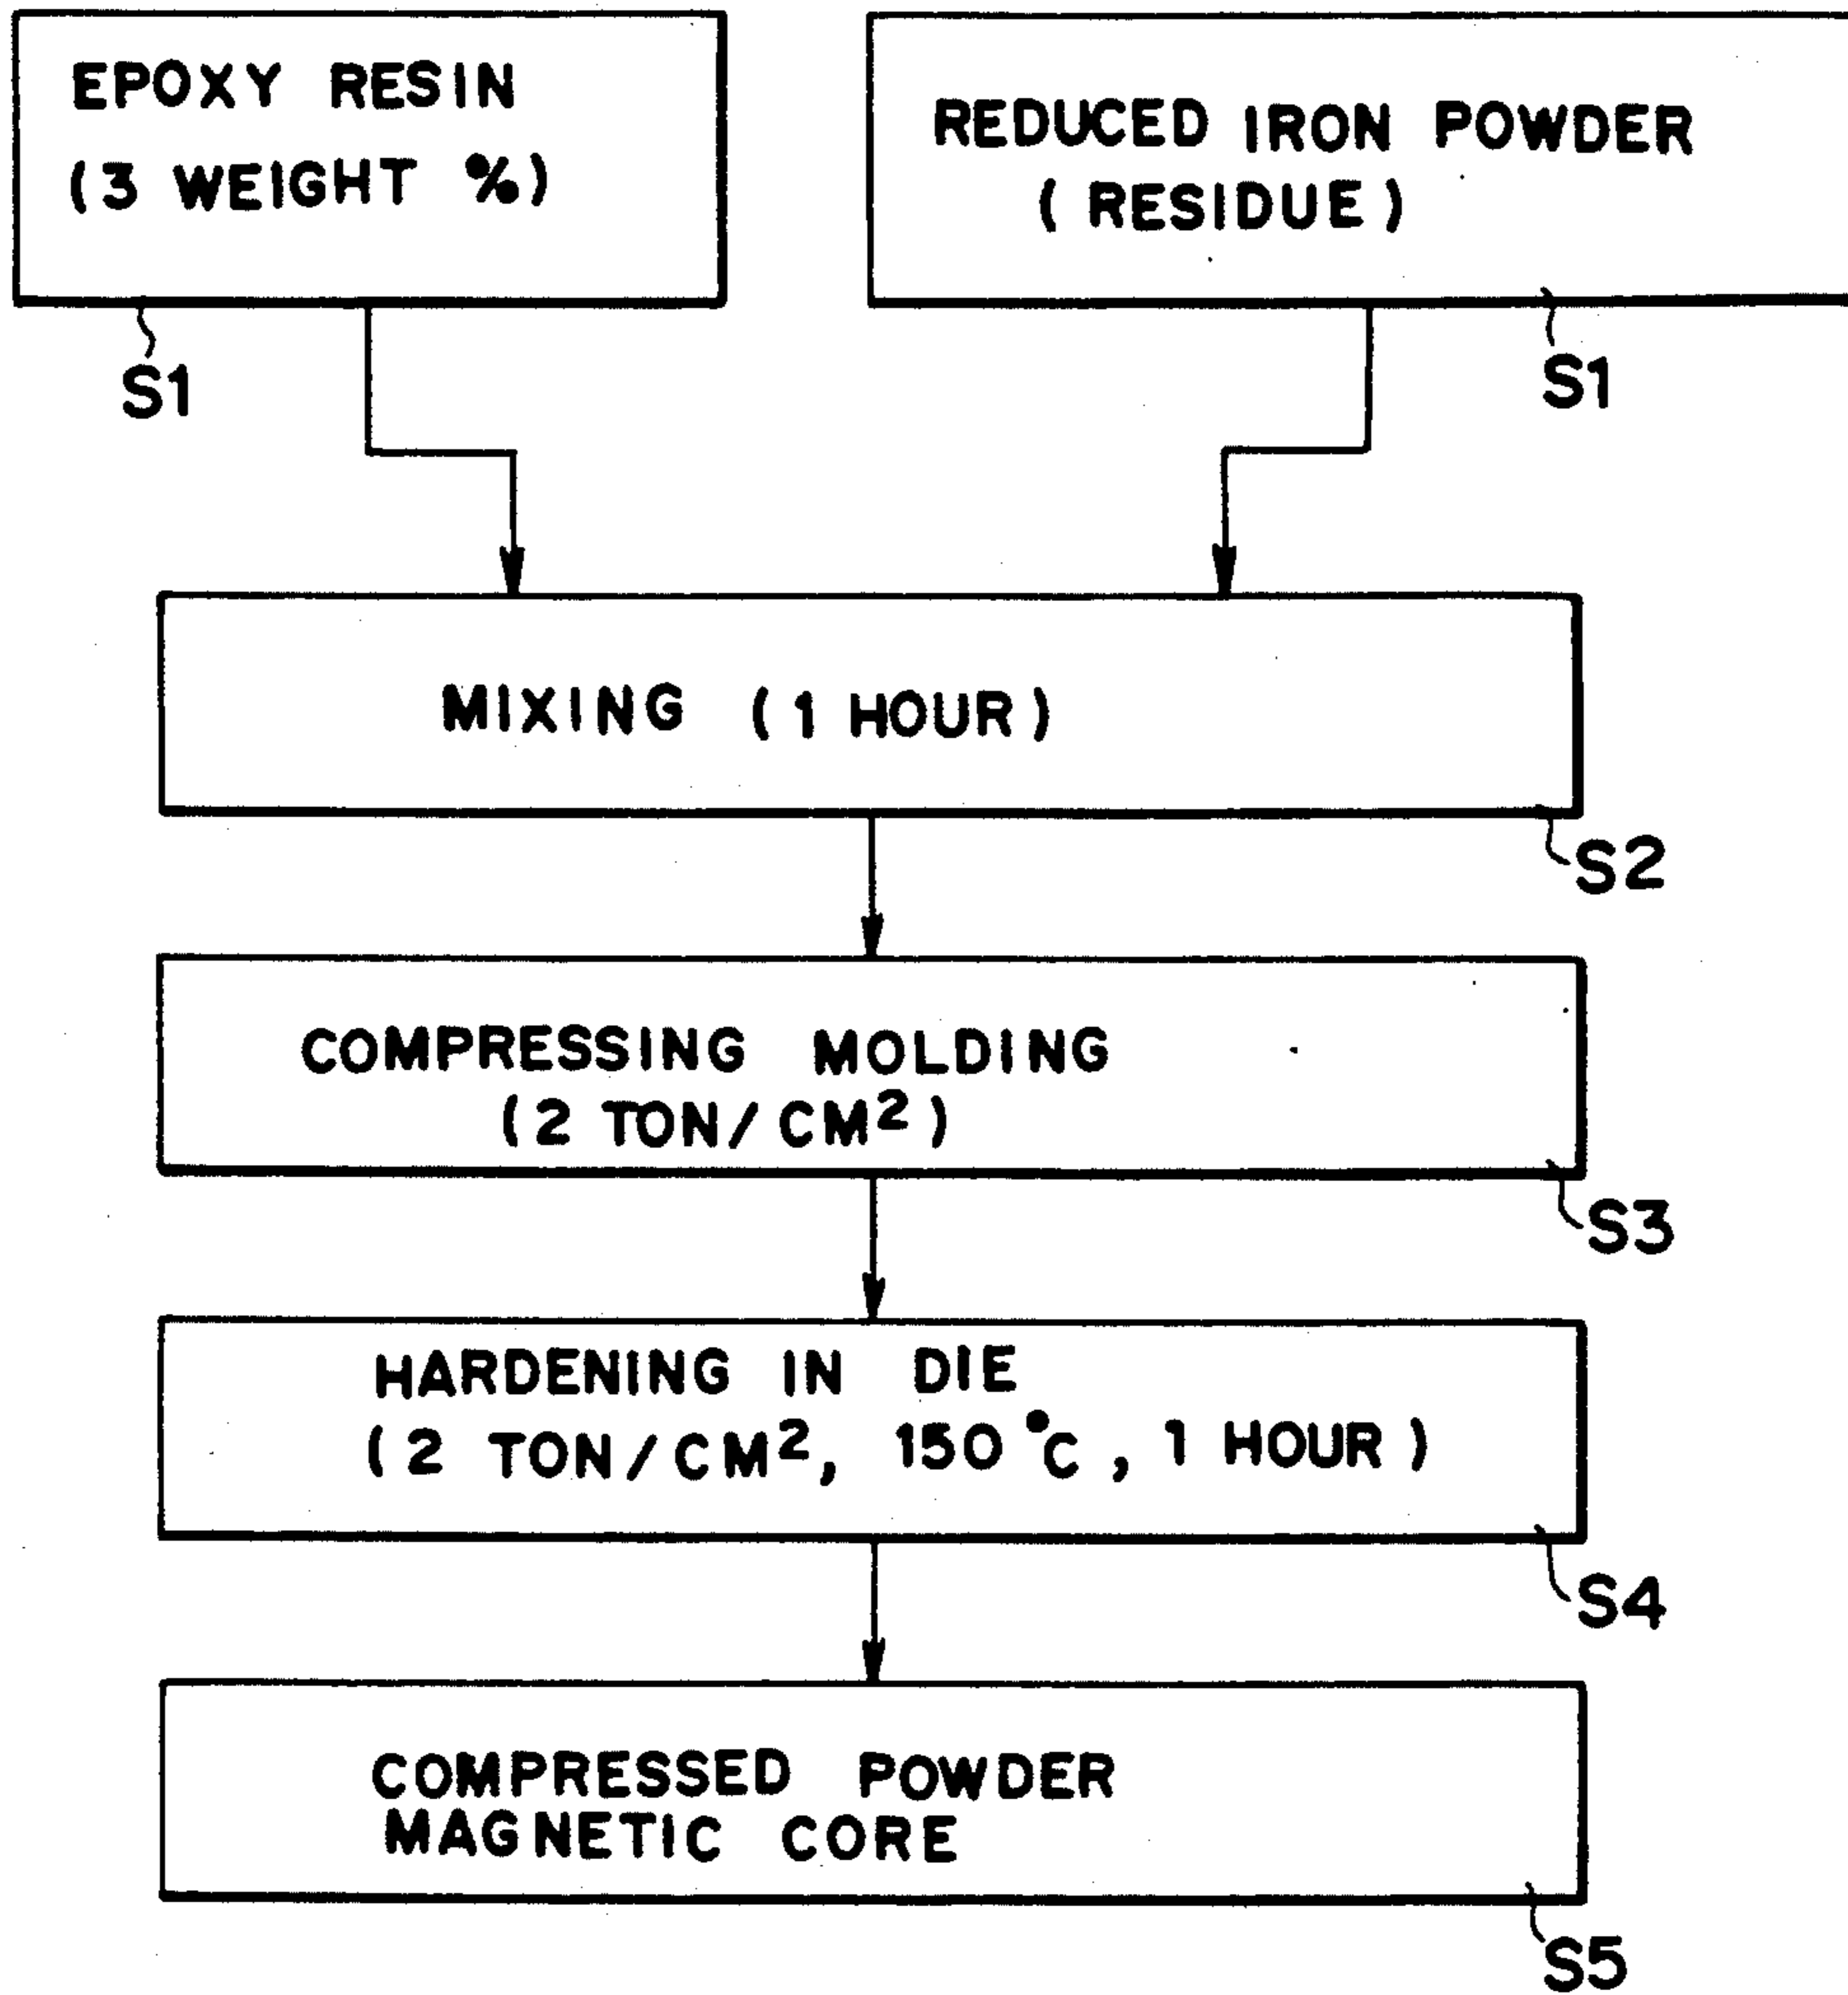 EPOXY RESIN
(3 WEIGHT %)
S1
REDUCED IRON POWDER
(RESIDUE)
S1
MIXING (1 HOUR)
S2
COMPRESSING MOLDING
(2 TON/CM²)
S3
HARDENING IN DIE
(2 TON/CM², 150°C, 1 HOUR)
S4
COMPRESSED POWDER
MAGNETIC CORE
S5